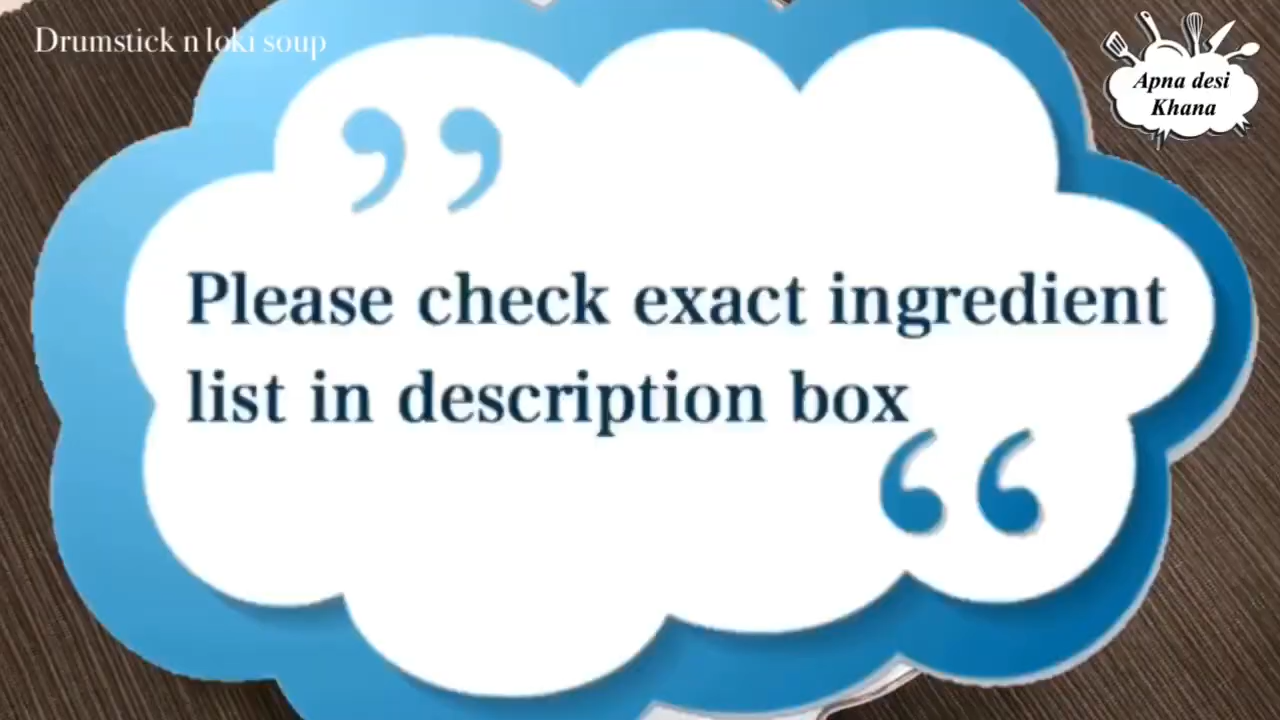 Drumstick n loki soup
Apna desi
Khana
”
Please check exact ingredient
list in description box
“